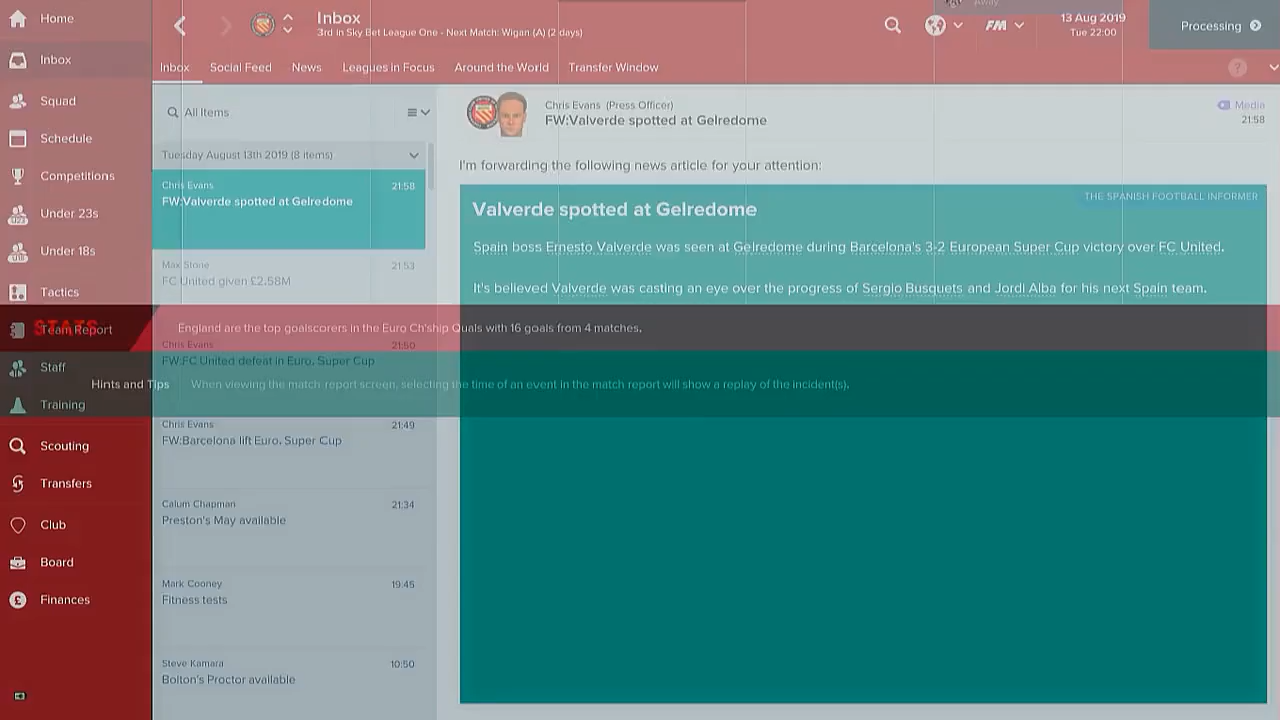 Home
Inbox
3rd in Sky Bet League One - Next Match: Wigan (A) (2 days)
Away
FM
13 Aug 2019
Tue 22:00
Processing
Inbox
Squad
Schedule
Competitions
Under 23s
Under 18s
Tactics
Team Report
Staff
Training
Scouting
Transfers
Club
Board
Finances
Inbox Social Feed News Leagues in Focus Around the World Transfer Window
All Items
Tuesday August 13th 2019 (8 items)
Chris Evans 21:58
FW:Valverde spotted at Gelredome
Max Stone 21:53
FC United given £2.58M
Chris Evans 21:50
FW:FC United defeat in Euro. Super Cup
Chris Evans 21:49
FW:Barcelona lift Euro. Super Cup
Calum Chapman 21:34
Preston's May available
Mark Cooney 19:45
Fitness tests
Steve Kamara 10:50
Bolton's Proctor available
Chris Evans (Press Officer)
FW:Valverde spotted at Gelredome
Media
21:58
I'm forwarding the following news article for your attention:
THE SPANISH FOOTBALL INFORMER
Valverde spotted at Gelredome
Spain boss Ernesto Valverde was seen at Gelredome during Barcelona's 3-2 European Super Cup victory over FC United.
It's believed Valverde was casting an eye over the progress of Sergio Busquets and Jordi Alba for his next Spain team.
STATS
England are the top goalscorers in the Euro Ch'ship Quals with 16 goals from 4 matches.
Hints and Tips
When viewing the match report screen, selecting the time of an event in the match report will show a replay of the incident(s).